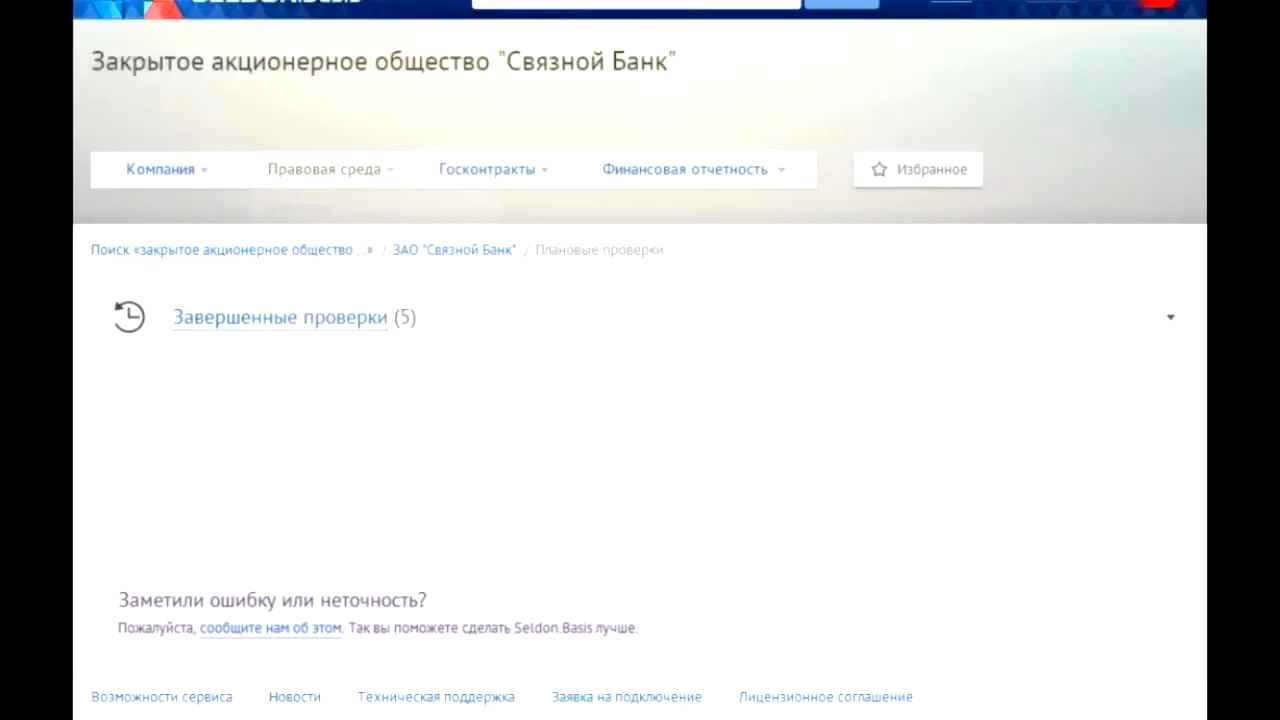 Закрытое акционерное общество "Связной Банк"
Компания Правовая среда Госконтракты Финансовая отчетность Избранное
Поиск «закрытое акционерное общество ...» / ЗАО "Связной Банк" / Плановые проверки
Завершенные проверки (5)
Заметили ошибку или неточность?
Пожалуйста, сообщите нам об этом. Так вы поможете сделать Seldon.Basis лучше.
Возможности сервиса Новости Техническая поддержка Заявка на подключение Лицензионное соглашение